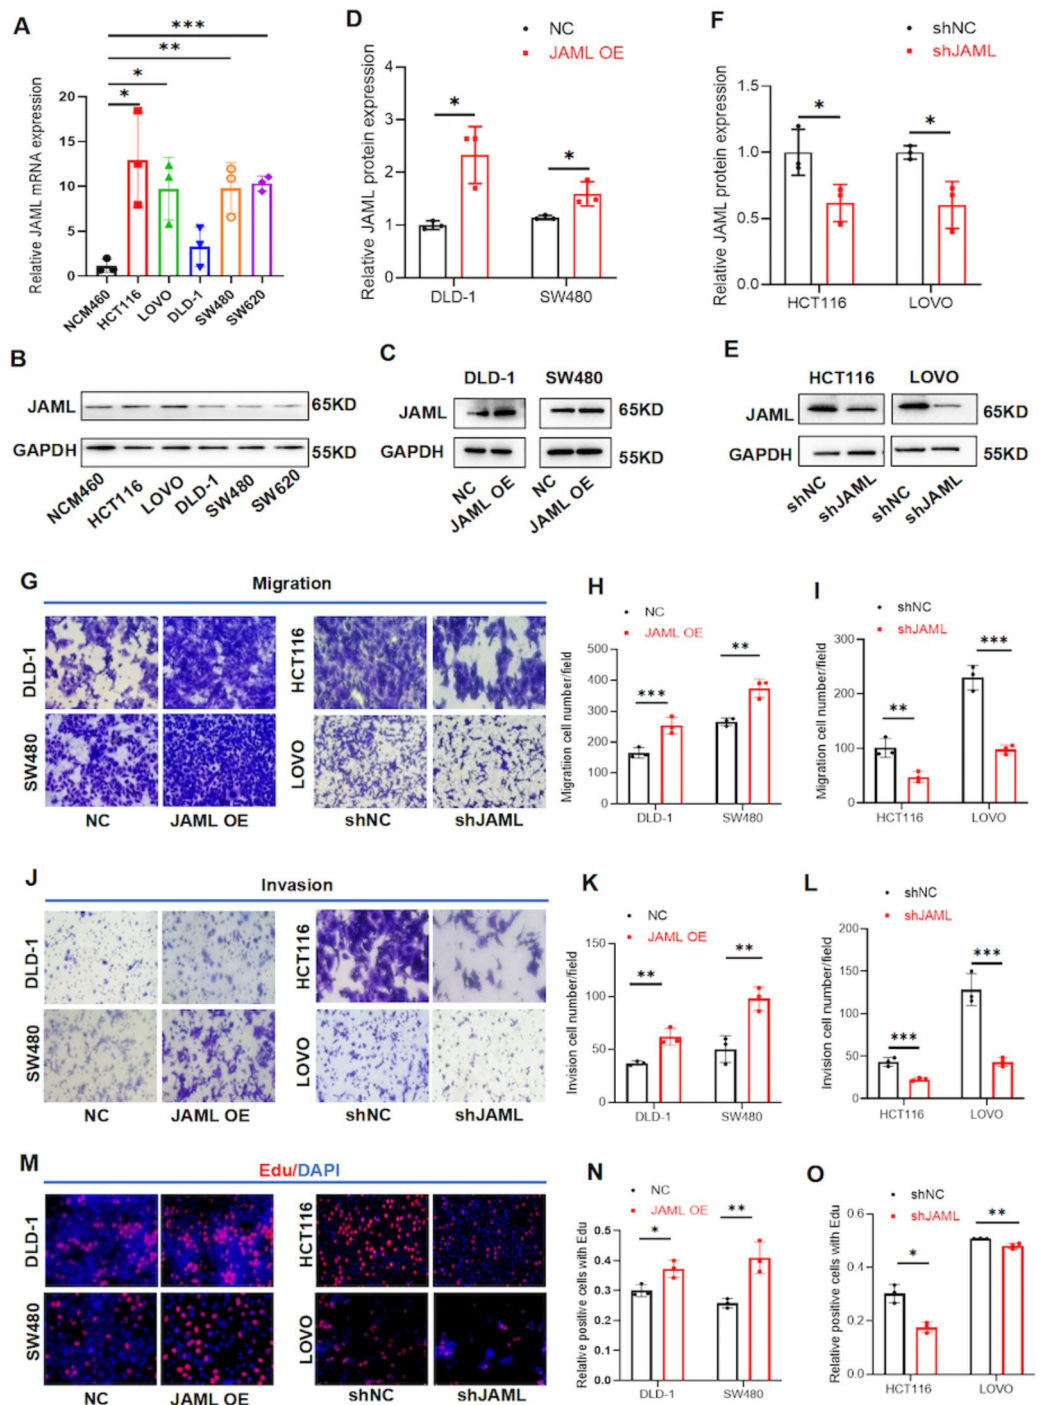 A
***
**
*
*
Relative JAML mRNA expression
20
15
10
5
0
NCM460
HCT116
LOVO
DLD-1
SW480
SW620
D
NC
JAML OE
Relative JAML protein expression
4
3
2
1
0
*
*
DLD-1
SW480
F
shNC
shJAML
Relative JAML protein expression
1.5
1.0
0.5
0.0
*
*
HCT116
LOVO
B
JAML
65KD
GAPDH
55KD
NCM460
HCT116
LOVO
DLD-1
SW480
SW620
C
DLD-1
SW480
JAML
65KD
GAPDH
55KD
NC
JAML OE
NC
JAML OE
E
HCT116
LOVO
JAML
65KD
GAPDH
55KD
shNC
shJAML
shNC
shJAML
G
Migration
DLD-1
SW480
NC
JAML OE
HCT116
LOVO
shNC
shJAML
H
NC
JAML OE
Migration cell number/field
500
400
300
200
100
0
***
**
DLD-1
SW480
I
shNC
shJAML
Migration cell number/field
300
200
100
0
**
***
HCT116
LOVO
J
Invasion
DLD-1
SW480
NC
JAML OE
HCT116
LOVO
shNC
shJAML
K
NC
JAML OE
Invision cell number/field
150
100
50
0
**
**
DLD-1
SW480
L
shNC
shJAML
Invision cell number/field
200
150
100
50
0
***
***
HCT116
LOVO
M
Edu/DAPI
DLD-1
SW480
NC
JAML OE
HCT116
LOVO
shNC
shJAML
N
NC
JAML OE
Relative positive cells with Edu
0.5
0.4
0.3
0.2
0.1
0.0
*
**
DLD-1
SW480
O
shNC
shJAML
Relative positive cells with Edu
0.6
0.4
0.2
0.0
*
**
HCT116
LOVO